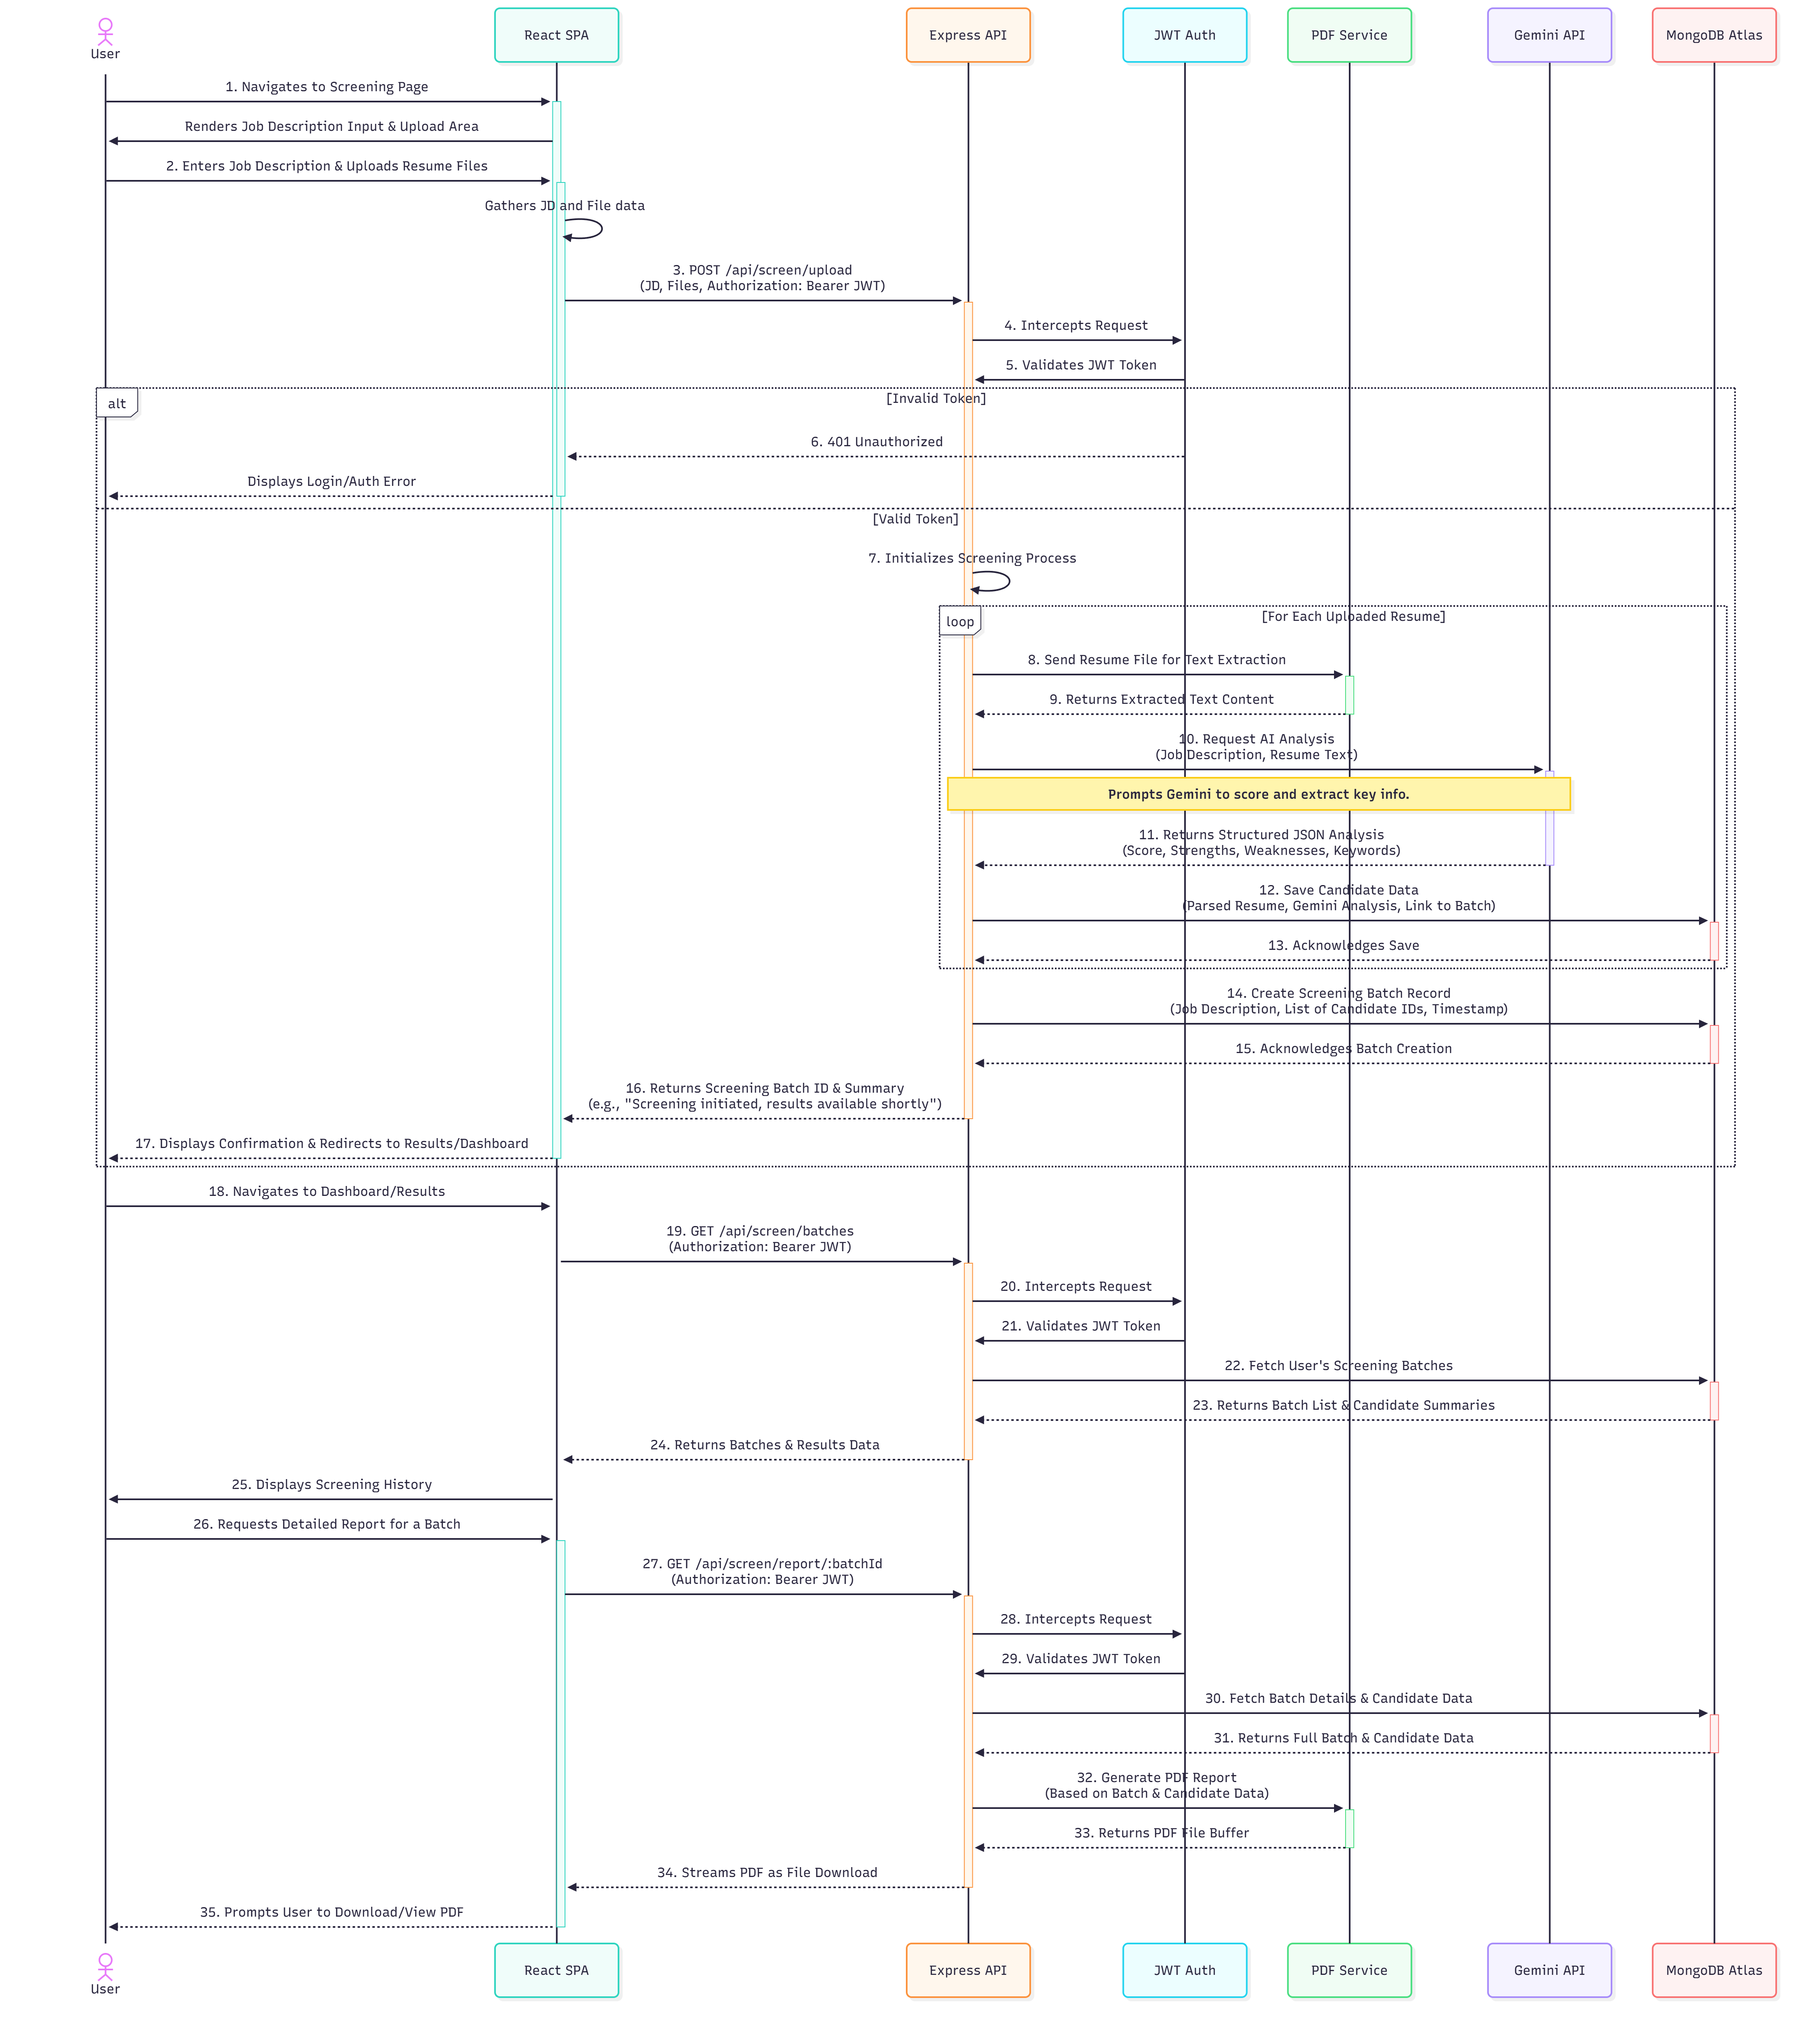 User
React SPA
Express API
JWT Auth
PDF Service
Gemini API
MongoDB Atlas
1. Navigates to Screening Page
Renders Job Description Input & Upload Area
2. Enters Job Description & Uploads Resume Files
Gathers JD and File data
3. POST /api/screen/upload
(JD, Files, Authorization: Bearer JWT)
4. Intercepts Request
5. Validates JWT Token
alt
[Invalid Token]
6. 401 Unauthorized
Displays Login/Auth Error
[Valid Token]
7. Initializes Screening Process
loop
[For Each Uploaded Resume]
8. Send Resume File for Text Extraction
9. Returns Extracted Text Content
10. Request AI Analysis
(Job Description, Resume Text)
Prompts Gemini to score and extract key info.
11. Returns Structured JSON Analysis
(Score, Strengths, Weaknesses, Keywords)
12. Save Candidate Data
(Parsed Resume, Gemini Analysis, Link to Batch)
13. Acknowledges Save
14. Create Screening Batch Record
(Job Description, List of Candidate IDs, Timestamp)
15. Acknowledges Batch Creation
16. Returns Screening Batch ID & Summary
(e.g., "Screening initiated, results available shortly")
17. Displays Confirmation & Redirects to Results/Dashboard
18. Navigates to Dashboard/Results
19. GET /api/screen/batches
(Authorization: Bearer JWT)
20. Intercepts Request
21. Validates JWT Token
22. Fetch User's Screening Batches
23. Returns Batch List & Candidate Summaries
24. Returns Batches & Results Data
25. Displays Screening History
26. Requests Detailed Report for a Batch
27. GET /api/screen/report/:batchId
(Authorization: Bearer JWT)
28. Intercepts Request
29. Validates JWT Token
30. Fetch Batch Details & Candidate Data
31. Returns Full Batch & Candidate Data
32. Generate PDF Report
(Based on Batch & Candidate Data)
33. Returns PDF File Buffer
34. Streams PDF as File Download
35. Prompts User to Download/View PDF
User
React SPA
Express API
JWT Auth
PDF Service
Gemini API
MongoDB Atlas